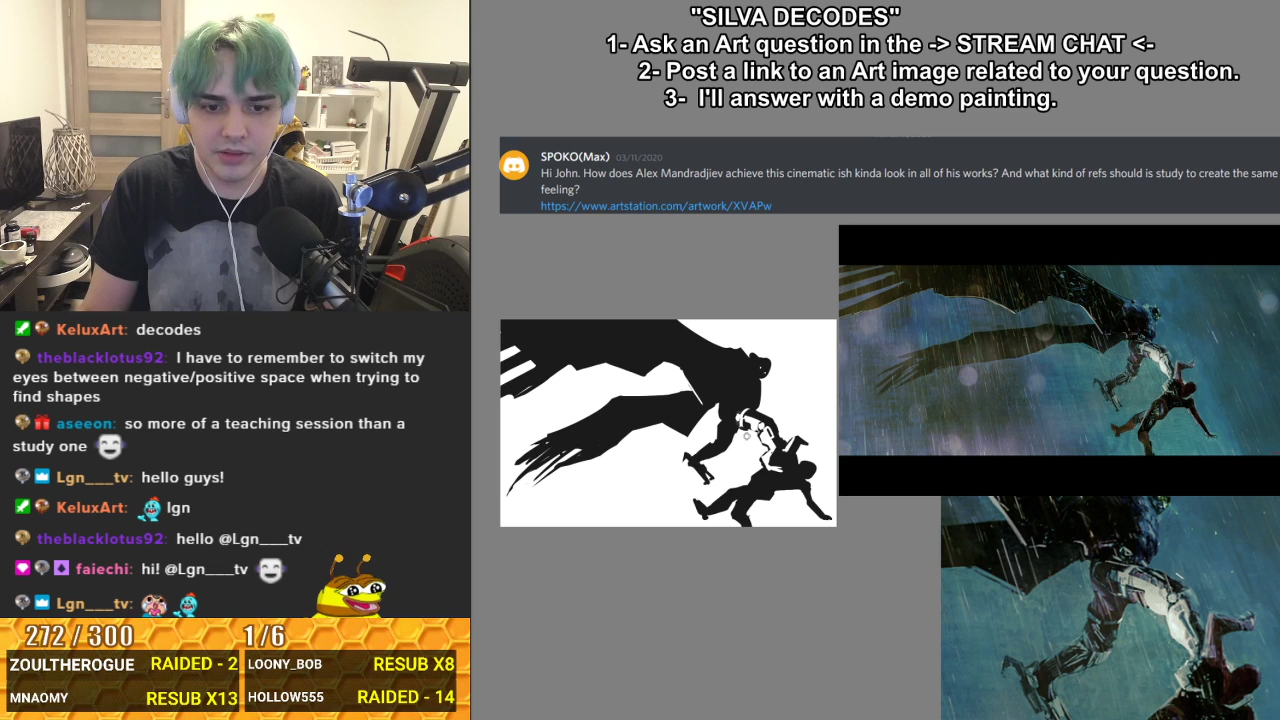 "SILVA DECODES"
1- Ask an Art question in the -> STREAM CHAT <-
2- Post a link to an Art image related to your question.
3- I'll answer with a demo painting.
SPOKO(Max) 03/11/2020
Hi John. How does Alex Mandradjiev achieve this cinematic ish kinda look in all of his works? And what kind of refs should is study to create the same
feeling?
https://www.artstation.com/artwork/XVAPw
KeluxArt: decodes
theblacklotus92: I have to remember to switch my
eyes between negative/positive space when trying to
find shapes
aseeon: so more of a teaching session than a
study one
Lgn___tv: hello guys!
KeluxArt: lgn
theblacklotus92: hello @Lgn___tv
faiechi: hi! @Lgn___tv
Lgn___tv:
272 / 300 1/6
ZOULTHEROGUE RAIDED - 2 LOONY_BOB RESUB X8
MNAOMY RESUB X13 HOLLOW555 RAIDED - 14